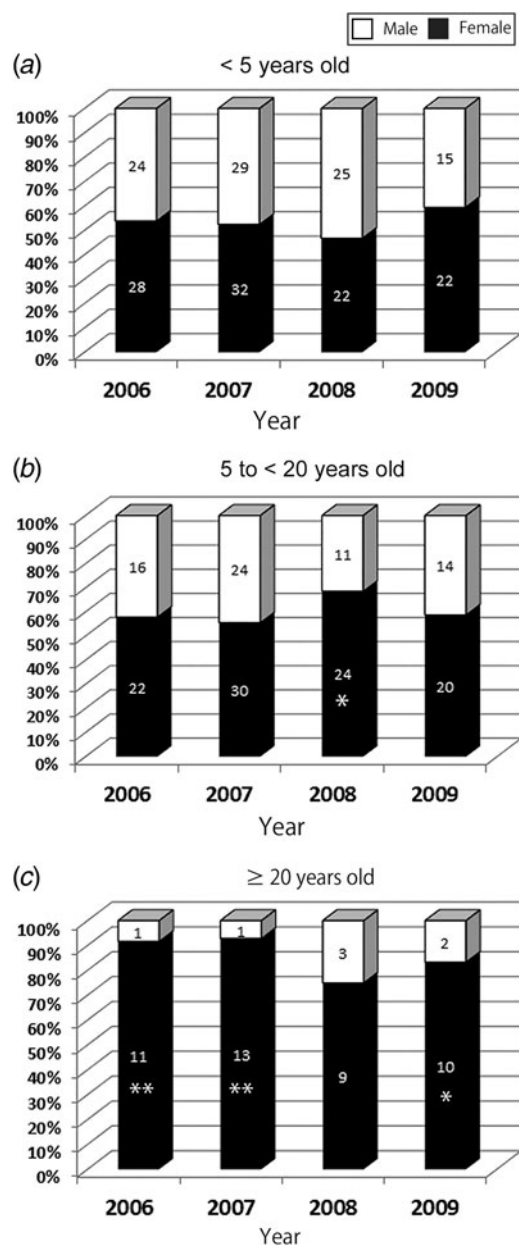 Male Female
(a) < 5 years old
100%
90%
80%
70%
60%
50%
40%
30%
20%
10%
0%
24 29 25 15
28 32 22 22
2006 2007 2008 2009
Year
(b) 5 to < 20 years old
100%
90%
80%
70%
60%
50%
40%
30%
20%
10%
0%
16 24 11 14
22 30 24 20
*
2006 2007 2008 2009
Year
(c) ≥ 20 years old
100%
90%
80%
70%
60%
50%
40%
30%
20%
10%
0%
1 1 3 2
11 13 9 10
** ** *
2006 2007 2008 2009
Year